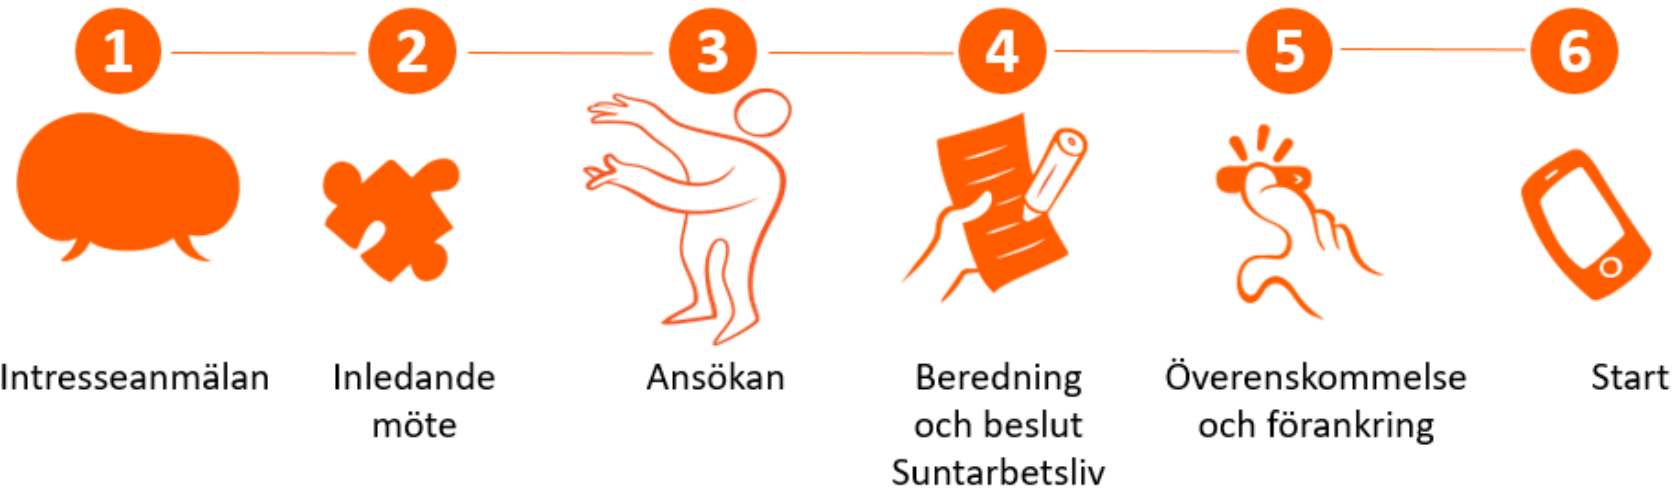 1
2
3
4
5
6
Intresseanmälan
Inledande
möte
Ansökan
Beredning
och beslut
Suntarbetsliv
Överenskommelse
och förankring
Start